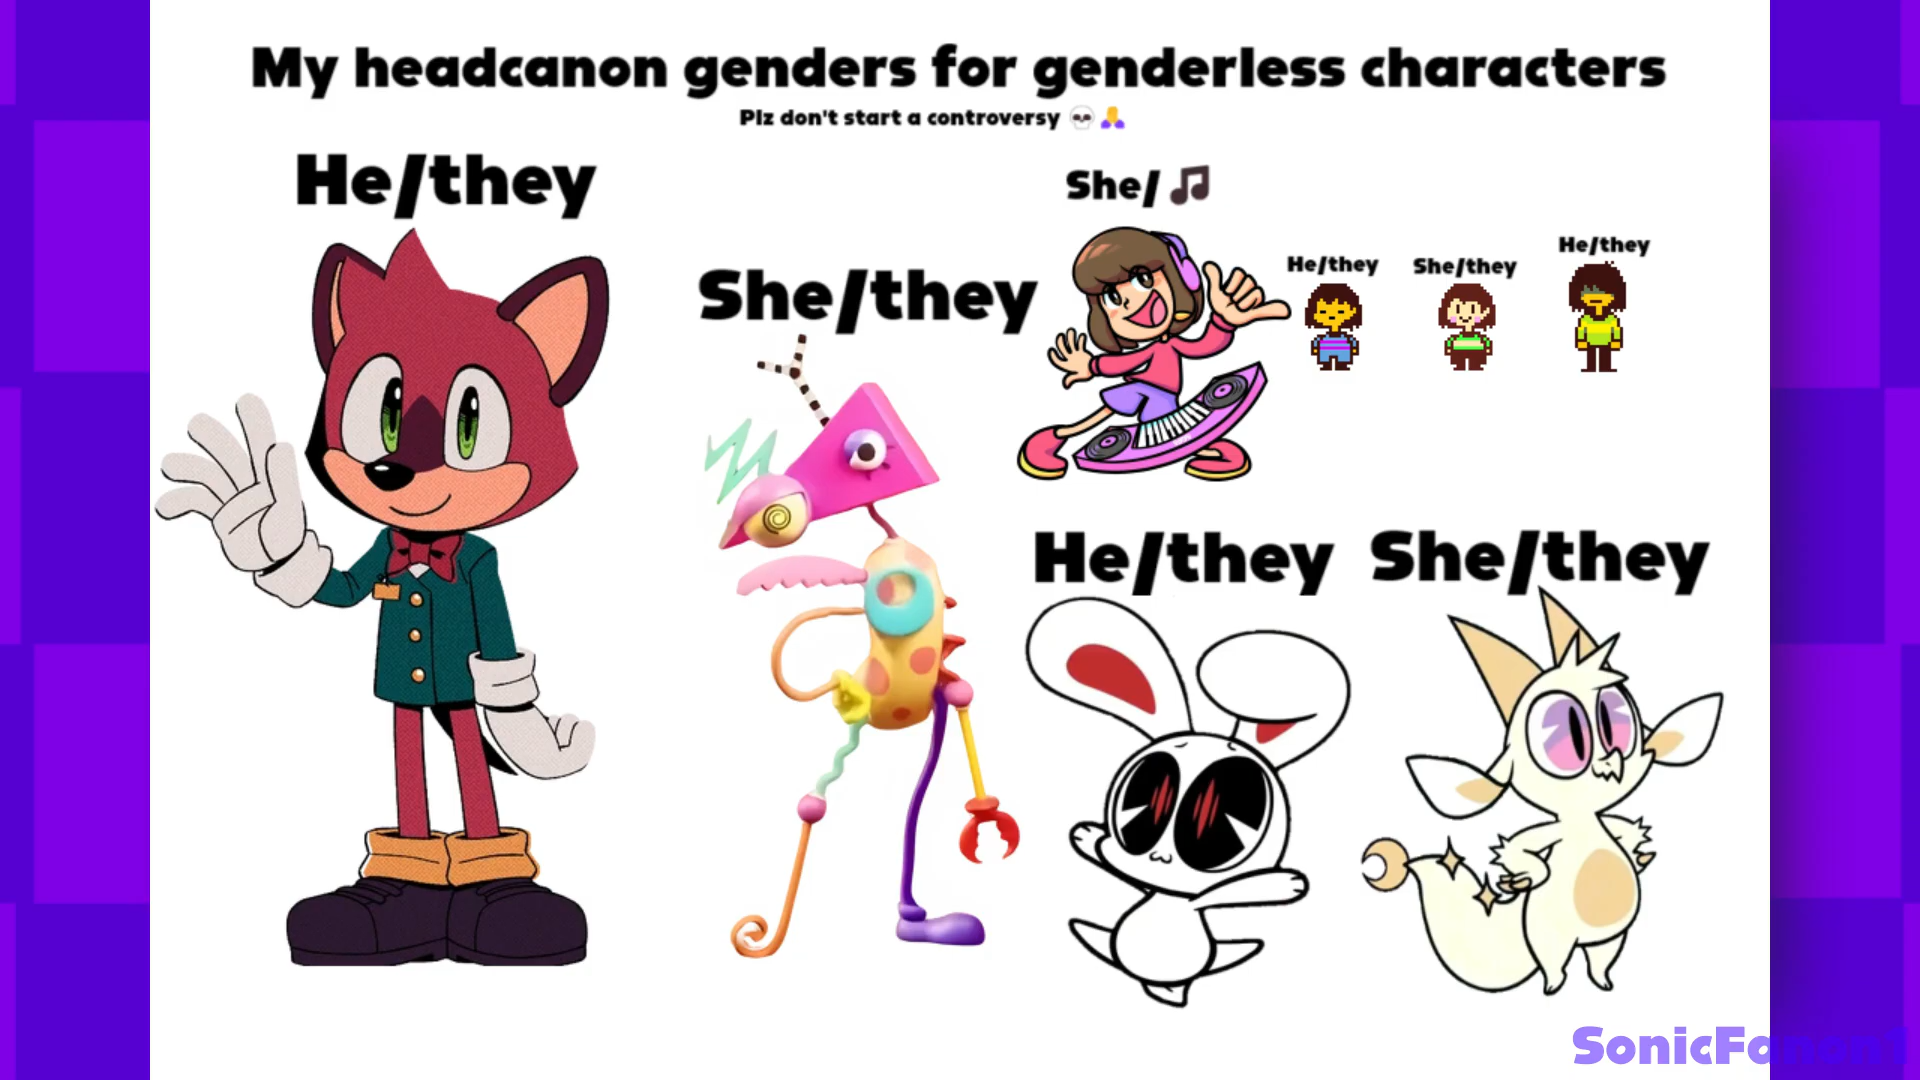 My headcanon genders for genderless characters
Plz don't start a controversy 💀🙏
He/they
She/🎵
He/they
She/they
He/they
She/they
He/they
She/they
SonicFanon1